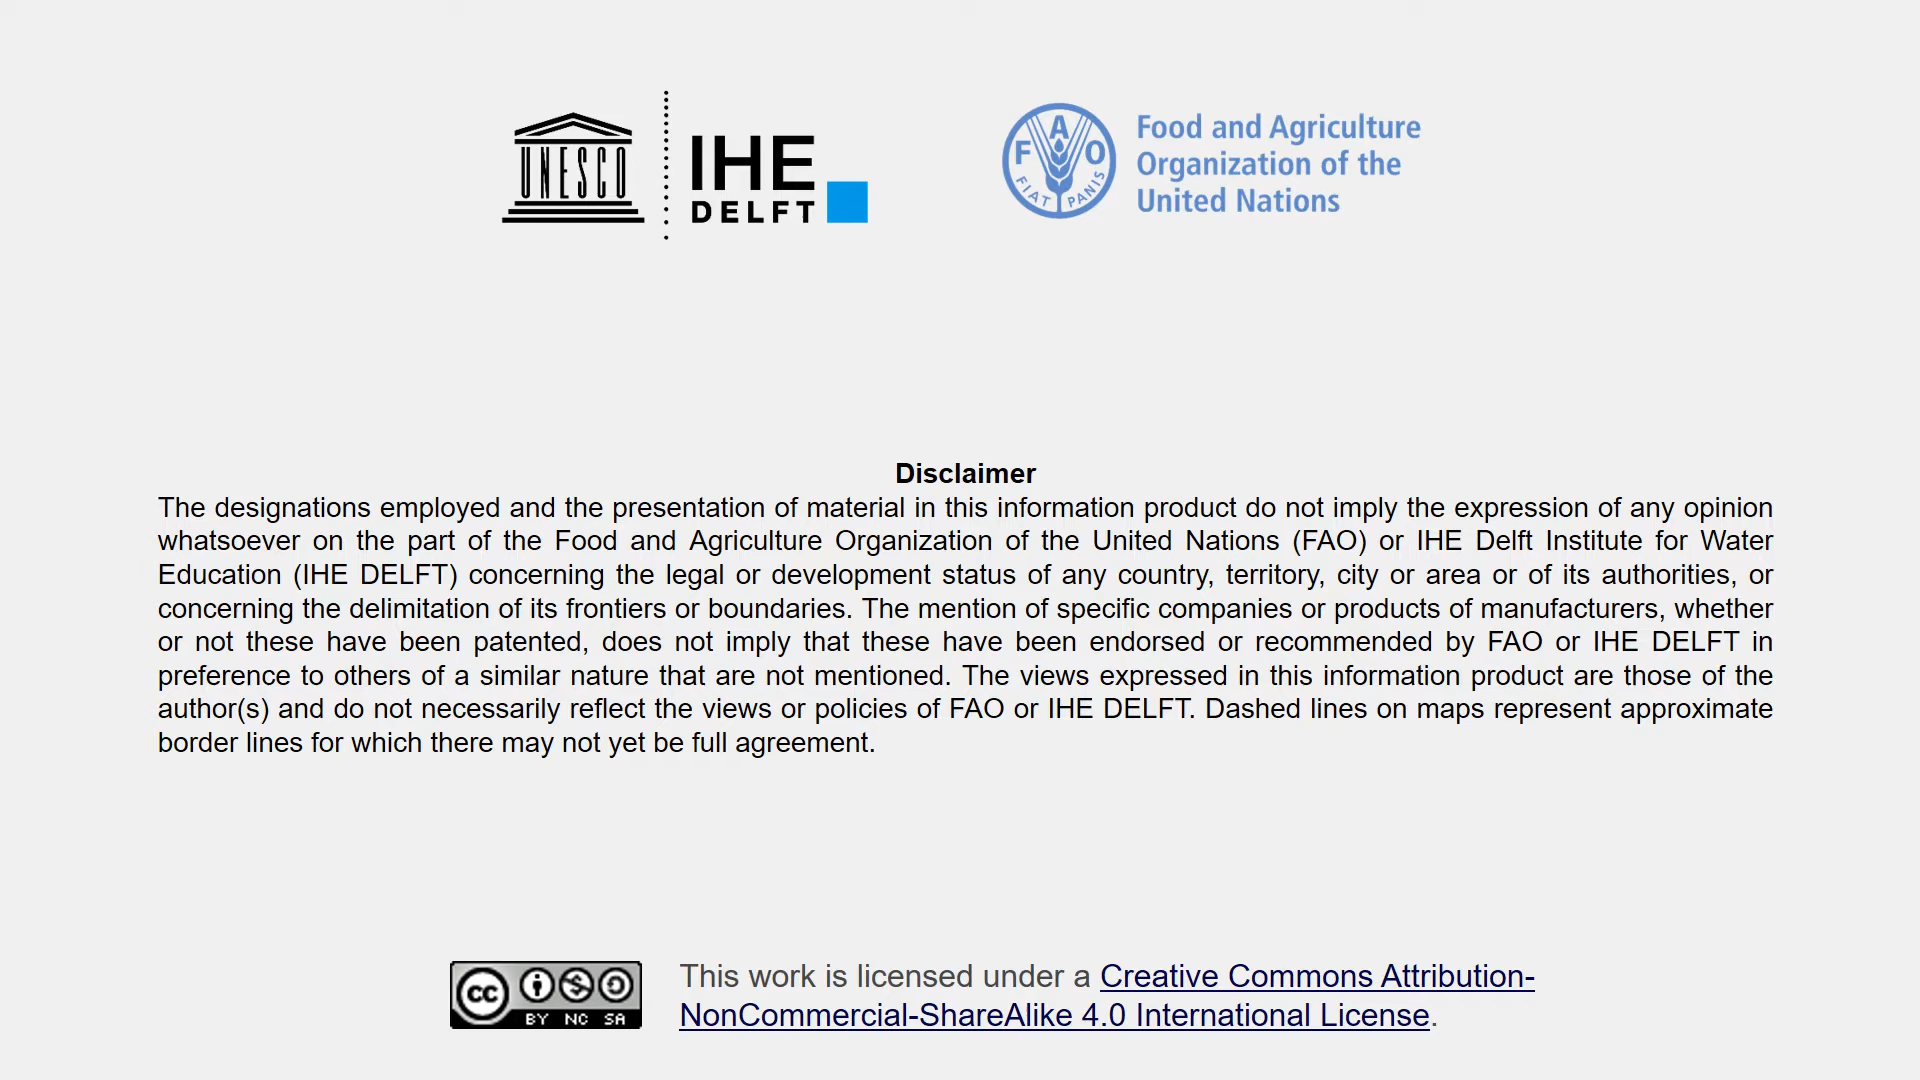 UNESCO
IHE
DELFT
F A O
FIAT PANIS
Food and Agriculture
Organization of the
United Nations
Disclaimer
The designations employed and the presentation of material in this information product do not imply the expression of any opinion
whatsoever on the part of the Food and Agriculture Organization of the United Nations (FAO) or IHE Delft Institute for Water
Education (IHE DELFT) concerning the legal or development status of any country, territory, city or area or of its authorities, or
concerning the delimitation of its frontiers or boundaries. The mention of specific companies or products of manufacturers, whether
or not these have been patented, does not imply that these have been endorsed or recommended by FAO or IHE DELFT in
preference to others of a similar nature that are not mentioned. The views expressed in this information product are those of the
author(s) and do not necessarily reflect the views or policies of FAO or IHE DELFT. Dashed lines on maps represent approximate
border lines for which there may not yet be full agreement.
cc
BY NC SA
This work is licensed under a Creative Commons Attribution-
NonCommercial-ShareAlike 4.0 International License.